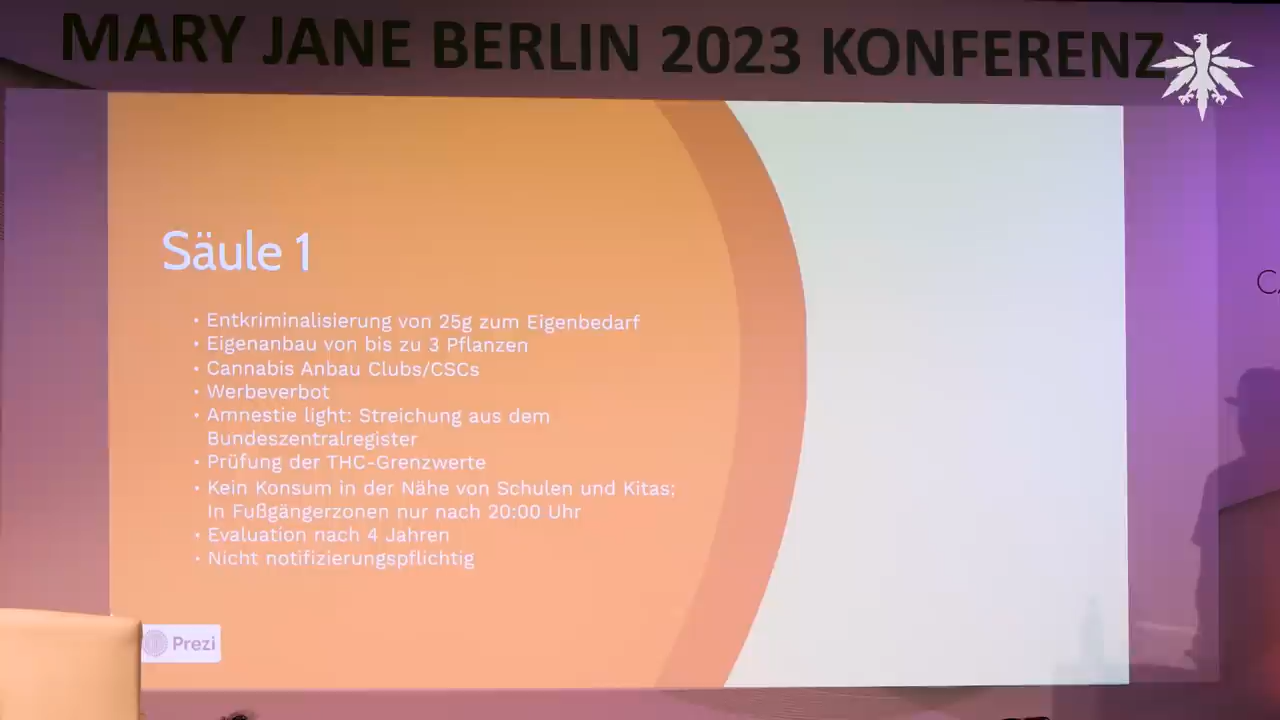 MARY JANE BERLIN 2023 KONFERENZ
Säule 1
• Entkriminalisierung von 25g zum Eigenbedarf
• Eigenanbau von bis zu 3 Pflanzen
• Cannabis Anbau Clubs/CSCs
• Werbeverbot
• Amnestie light: Streichung aus dem
Bundeszentralregister
• Prüfung der THC-Grenzwerte
• Kein Konsum in der Nähe von Schulen und Kitas;
In Fußgängerzonen nur nach 20:00 Uhr
• Evaluation nach 4 Jahren
• Nicht notifizierungspflichtig
Prezi